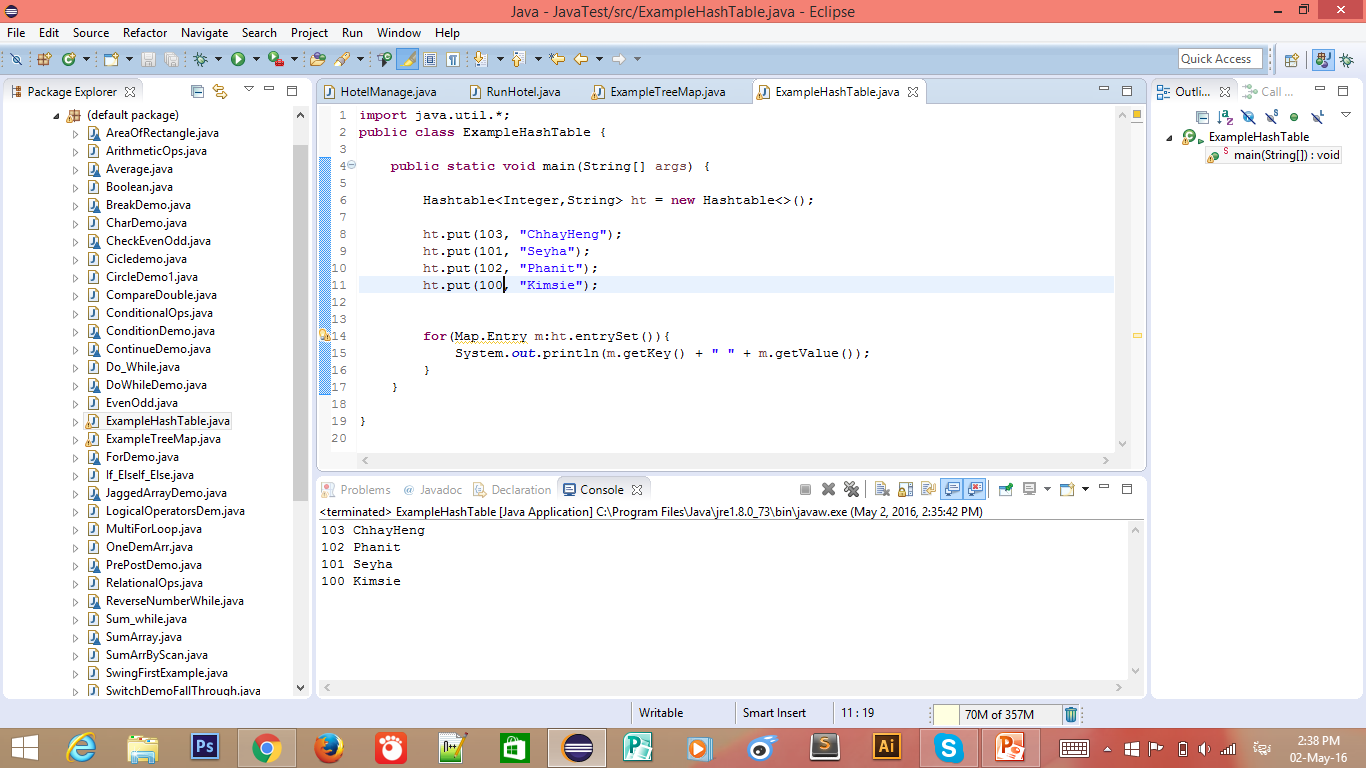 Java - JavaTest/src/ExampleHashTable.java - Eclipse
File Edit Source Refactor Navigate Search Project Run Window Help
Quick Access
Package Explorer
(default package)
AreaOfRectangle.java
ArithmeticOps.java
Average.java
Boolean.java
BreakDemo.java
CharDemo.java
CheckEvenOdd.java
Cicledemo.java
CircleDemo1.java
CompareDouble.java
ConditionalOps.java
ConditionDemo.java
ContinueDemo.java
Do_While.java
DoWhileDemo.java
EvenOdd.java
ExampleHashTable.java
ExampleTreeMap.java
ForDemo.java
If_ElseIf_Else.java
JaggedArrayDemo.java
LogicalOperatorsDem.java
MultiForLoop.java
OneDemArr.java
PrePostDemo.java
RelationalOps.java
ReverseNumberWhile.java
Sum_while.java
SumArray.java
SumArrByScan.java
SwingFirstExample.java
SwitchDemoFallThrough.java
HotelManage.java RunHotel.java ExampleTreeMap.java ExampleHashTable.java
1 import java.util.*;
2 public class ExampleHashTable {
3
4 public static void main(String[] args) {
5
6 Hashtable<Integer,String> ht = new Hashtable<>();
7
8 ht.put(103, "ChhayHeng");
9 ht.put(101, "Seyha");
10 ht.put(102, "Phanit");
11 ht.put(100, "Kimsie");
12
13
14 for(Map.Entry m:ht.entrySet()){
15 System.out.println(m.getKey() + " " + m.getValue());
16 }
17 }
18
19 }
20
Problems @ Javadoc Declaration Console
<terminated> ExampleHashTable [Java Application] C:\Program Files\Java\jre1.8.0_73\bin\javaw.exe (May 2, 2016, 2:35:42 PM)
103 ChhayHeng
102 Phanit
101 Seyha
100 Kimsie
Outli... Call ...
ExampleHashTable
main(String[]) : void
Writable Smart Insert 11 : 19 70M of 357M
Ps
Ai
2:38 PM
02-May-16